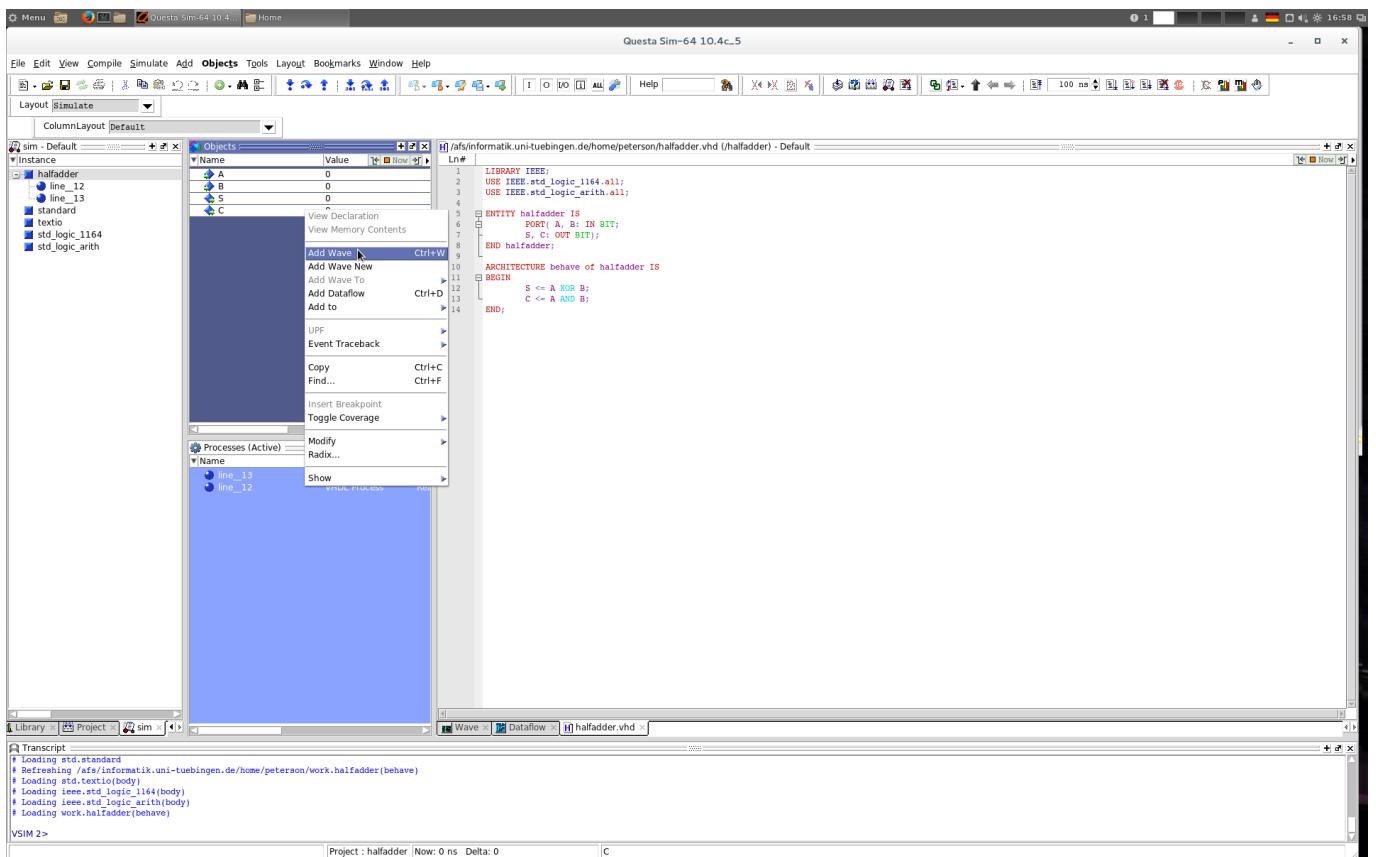 Menu Questa Sim-64 10.4... Home 1 16:58
Questa Sim-64 10.4c_5
File Edit View Compile Simulate Add Objects Tools Layout Bookmarks Window Help
Help 100 ns
Layout Simulate
ColumnLayout Default
sim - Default
Instance
halfadder
line__12
line__13
standard
textio
std_logic_1164
std_logic_arith
Objects
Name Value Now
A 0
B 0
S 0
C
View Declaration
View Memory Contents
Add Wave Ctrl+W
Add Wave New
Add Wave To
Add Dataflow Ctrl+D
Add to
UPF
Event Traceback
Copy Ctrl+C
Find... Ctrl+F
Insert Breakpoint
Toggle Coverage
Modify
Radix...
Show
Processes (Active)
Name
line__13
line__12 VHDL Process
/afs/informatik.uni-tuebingen.de/home/peterson/halfadder.vhd (/halfadder) - Default
Ln# Now
1 LIBRARY IEEE;
2 USE IEEE.std_logic_1164.all;
3 USE IEEE.std_logic_arith.all;
4
5 ENTITY halfadder IS
6 PORT( A, B: IN BIT;
7 S, C: OUT BIT);
8 END halfadder;
9
10 ARCHITECTURE behave of halfadder IS
11 BEGIN
12 S <= A XOR B;
13 C <= A AND B;
14 END;
Library Project sim
Wave Dataflow halfadder.vhd
Transcript
# Loading std.standard
# Refreshing /afs/informatik.uni-tuebingen.de/home/peterson/work.halfadder(behave)
# Loading std.textio(body)
# Loading ieee.std_logic_1164(body)
# Loading ieee.std_logic_arith(body)
# Loading work.halfadder(behave)
VSIM 2>
Project : halfadder Now: 0 ns Delta: 0 C